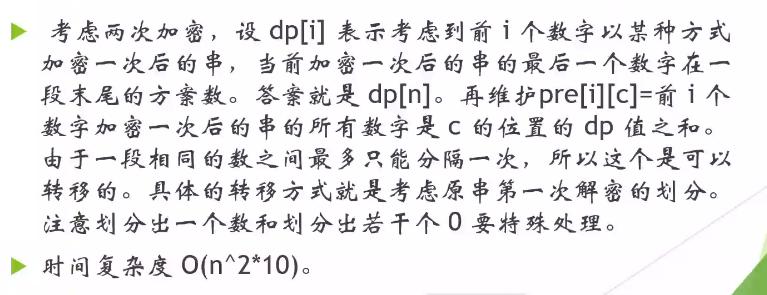 考虑两次加密，设 dp[i] 表示考虑到前 i 个数字以某种方式
加密一次后的串，当前加密一次后的串的最后一个数字在一
段末尾的方案数。答案就是 dp[n]。再维护pre[i][c]=前 i 个
数字加密一次后的串的所有数字是 c 的位置的 dp 值之和。
由于一段相同的数之间最多只能分隔一次，所以这个是可以
转移的。具体的转移方式就是考虑原串第一次解密的划分。
注意划分出一个数和划分出若干个 0 要特殊处理。
时间复杂度 O(n^2*10)。